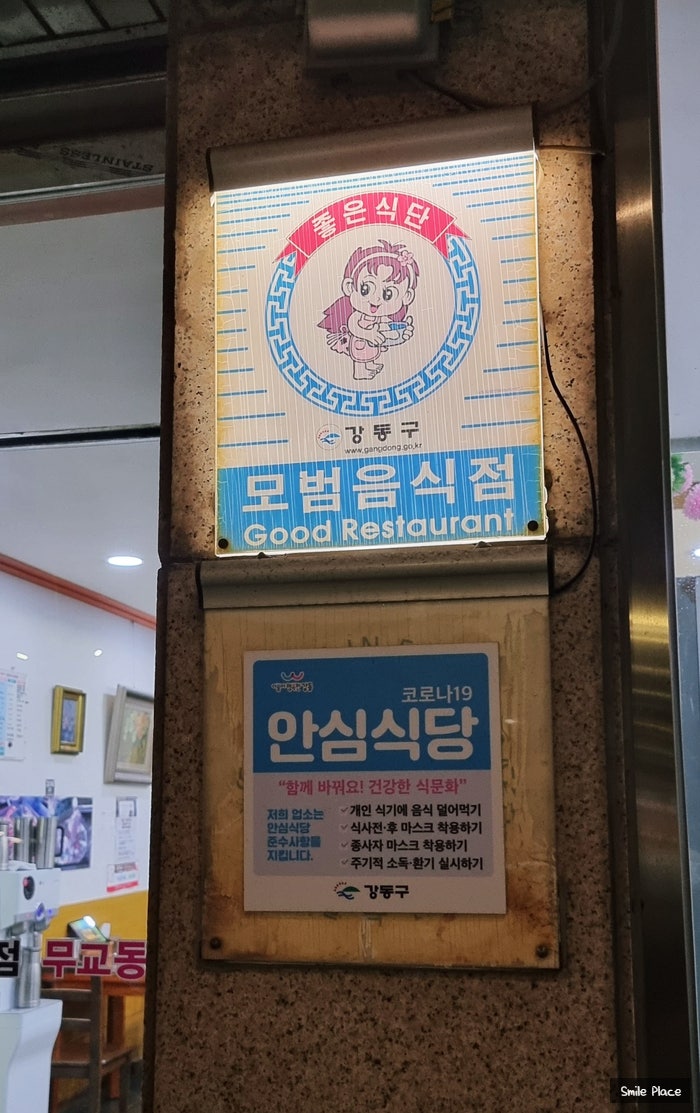 STAINLESS
좋은식단
강동구
www.gangdong.go.kr
모범음식점
Good Restaurant
코로나19
안심식당
“함께 바꿔요! 건강한 식문화”
저희 업소는
안심식당
준수사항을
지킵니다.
개인 식기에 음식 덜어먹기
식사전·후 마스크 착용하기
종사자 마스크 착용하기
주기적 소독·환기 실시하기
강동구
점 무교동
Smile Place